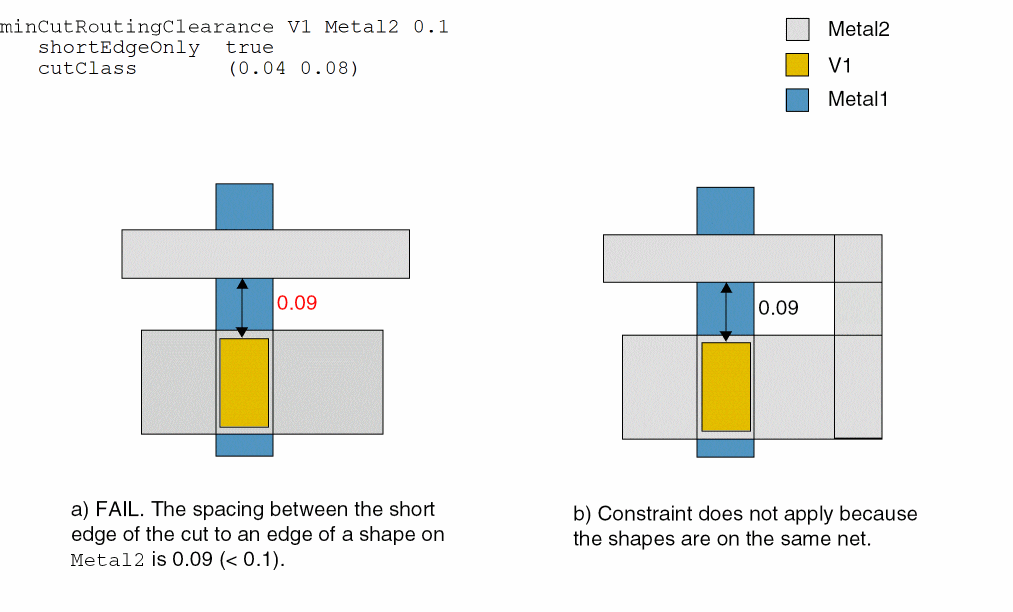 minCutRoutingClearance V1 Metal2 0.1
shortEdgeOnly true
cutClass (0.04 0.08)
Metal2
V1
Metal1
0.09
0.09
a) FAIL. The spacing between the short
edge of the cut to an edge of a shape on
Metal2 is 0.09 (< 0.1).
b) Constraint does not apply because
the shapes are on the same net.